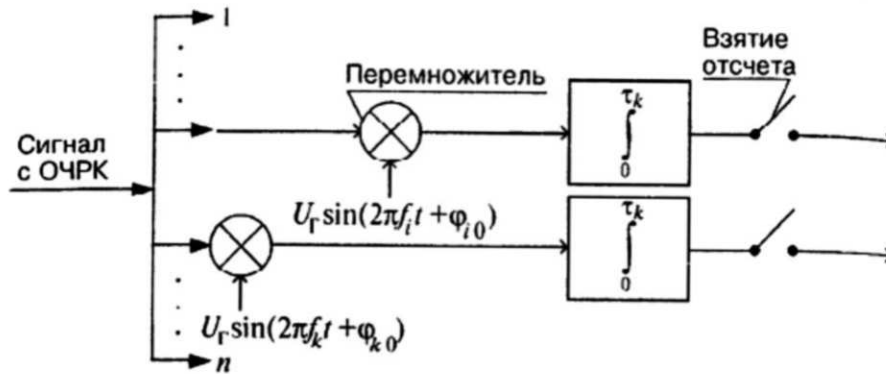 1
Взятие
отсчета
Перемножитель
τk
∫
0
Сигнал
с ОЧРК
Uг sin(2πfit+φi0)
τk
∫
0
Uг sin(2πfkt+φk0)
n